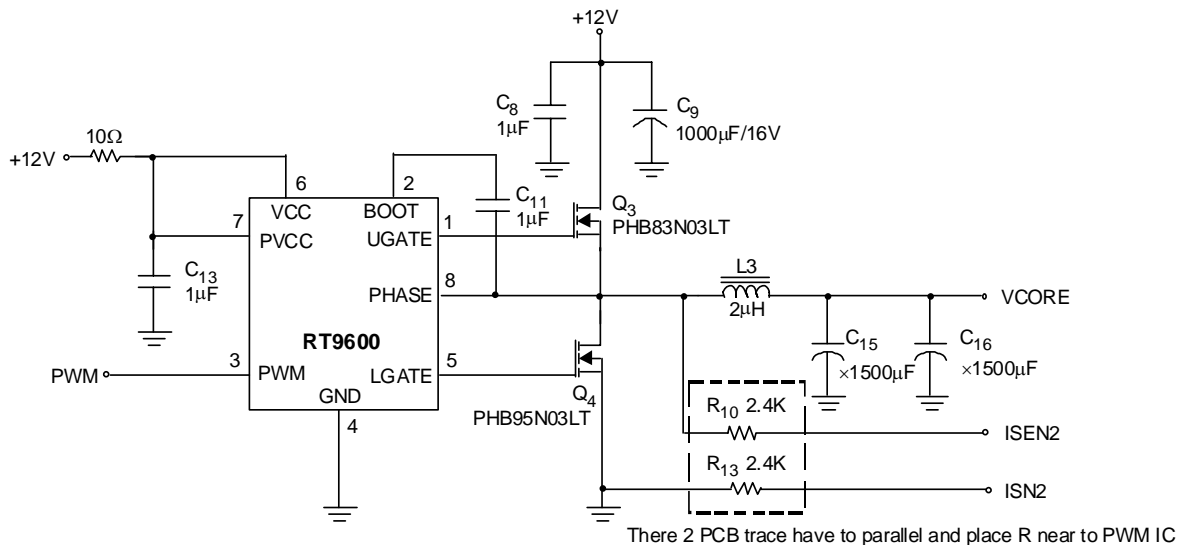 +12V
C8
1μF
C9
1000μF/16V
10Ω
+12V
6
2
VCC
BOOT
C11
1μF
Q3
PHB83N03LT
7
PVCC
1
UGATE
C13
1μF
8
PHASE
L3
2μH
VCORE
RT9600
C15
×1500μF
C16
×1500μF
PWM
3
PWM
5
LGATE
GND
4
Q4
PHB95N03LT
R10 2.4K
ISEN2
R13 2.4K
ISN2
There 2 PCB trace have to parallel and place R near to PWM IC